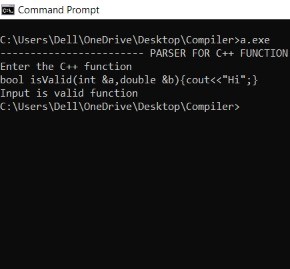 Command Prompt
C:\Users\Dell\OneDrive\Desktop\Compiler>a.exe
----------------------- PARSER FOR C++ FUNCTION
Enter the C++ function
bool isValid(int &a,double &b){cout<<"Hi";}
Input is valid function
C:\Users\Dell\OneDrive\Desktop\Compiler>